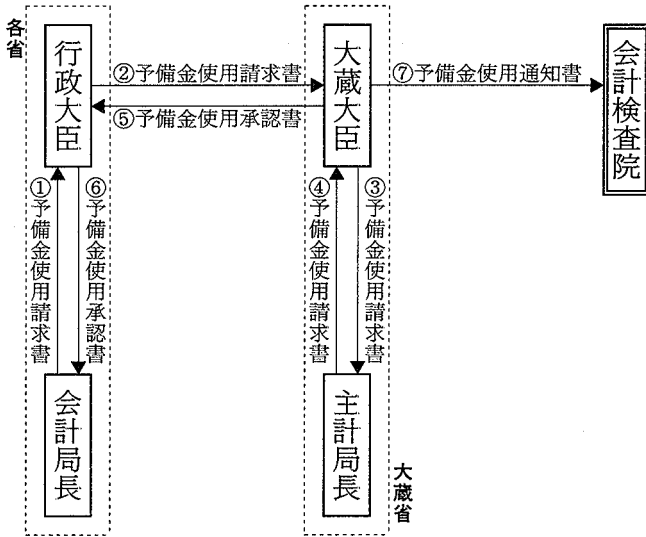 各省
行政大臣
②予備金使用請求書
⑤予備金使用承認書
大蔵大臣
⑦予備金使用通知書
会計検査院
①予備金使用請求書
⑥予備金使用承認書
④予備金使用請求書
③予備金使用請求書
会計局長
主計局長
大蔵省